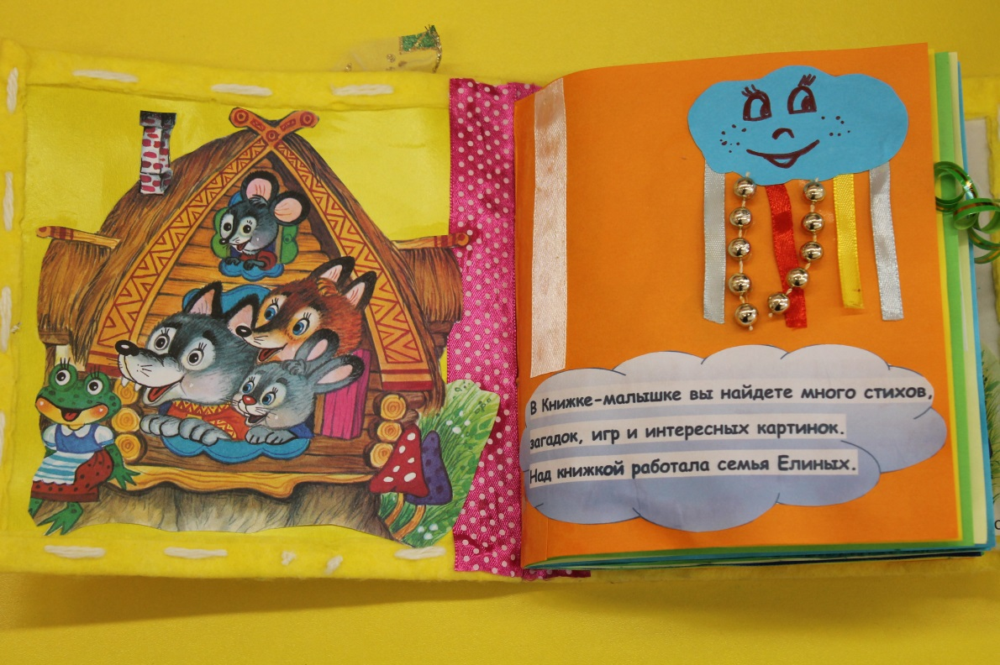 В Книжке-малышке вы найдете много стихов,
загадок, игр и интересных картинок.
Над книжкой работала семья Елиных.